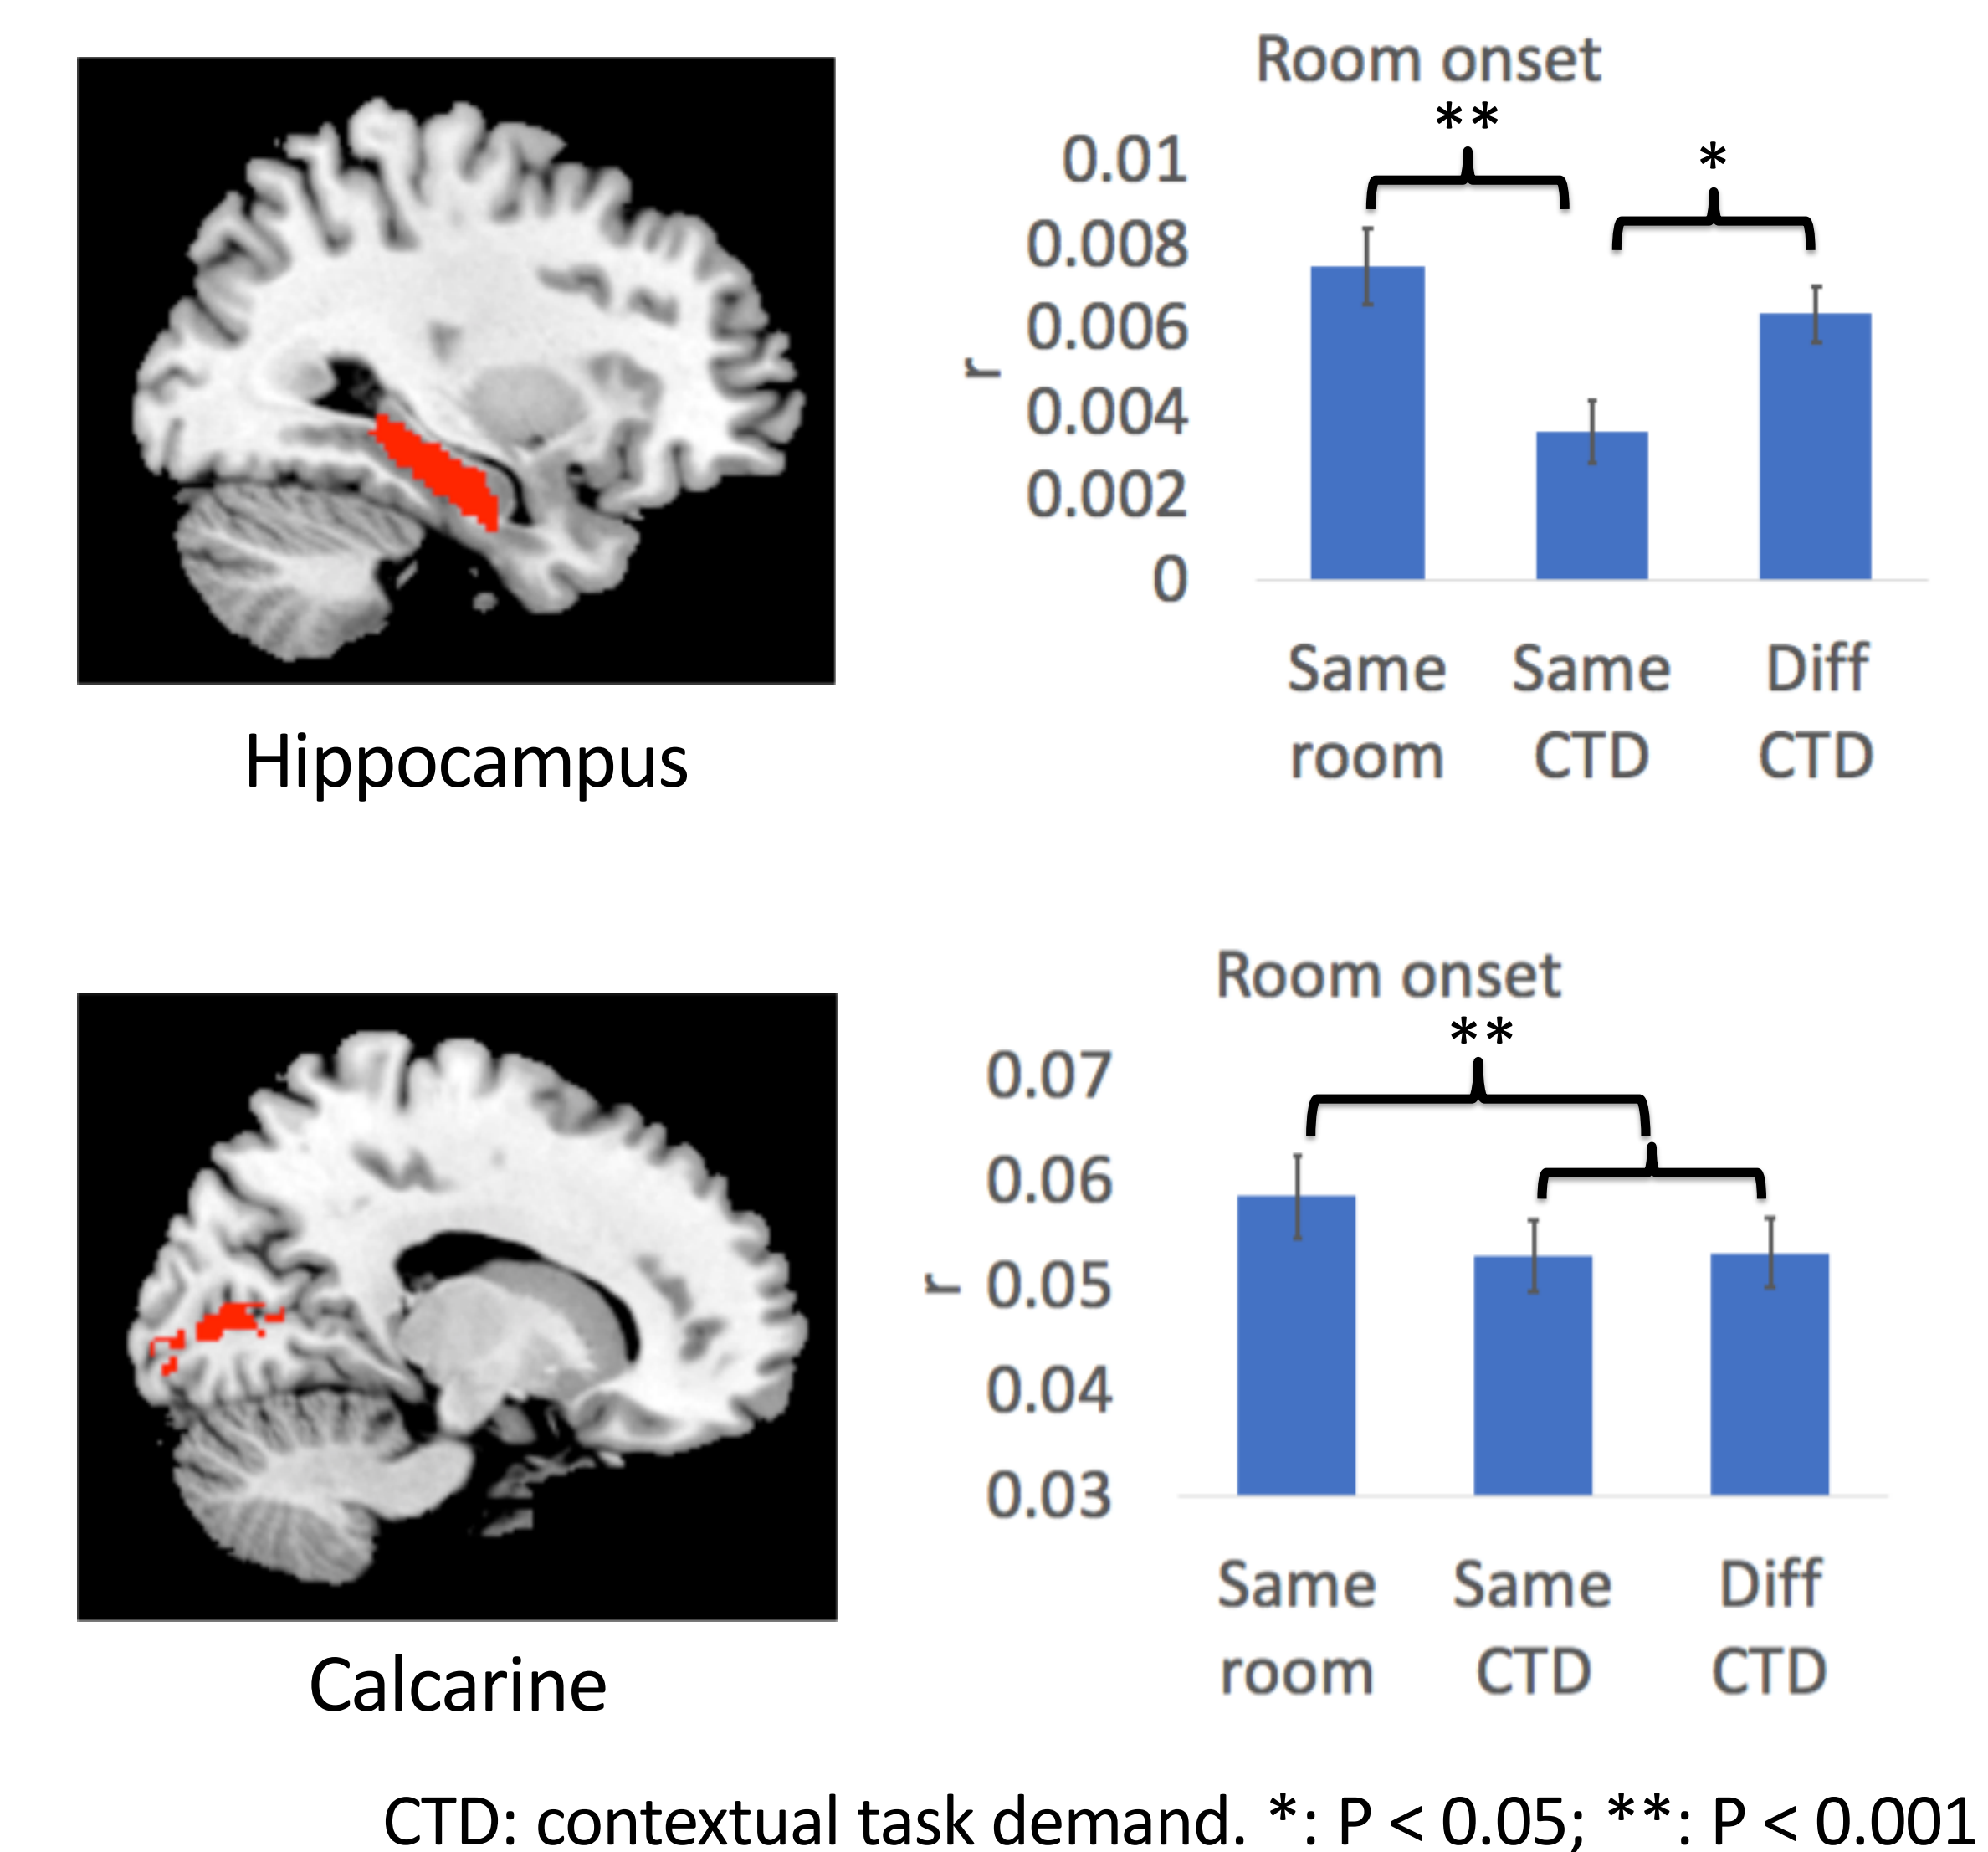 Room onset
**
*
0.01
0.008
0.006
0.004
0.002
0
r
Same room
Same CTD
Diff CTD
Hippocampus
Room onset
**
0.07
0.06
0.05
0.04
0.03
r
Same room
Same CTD
Diff CTD
Calcarine
CTD: contextual task demand. *: P < 0.05; **: P < 0.001